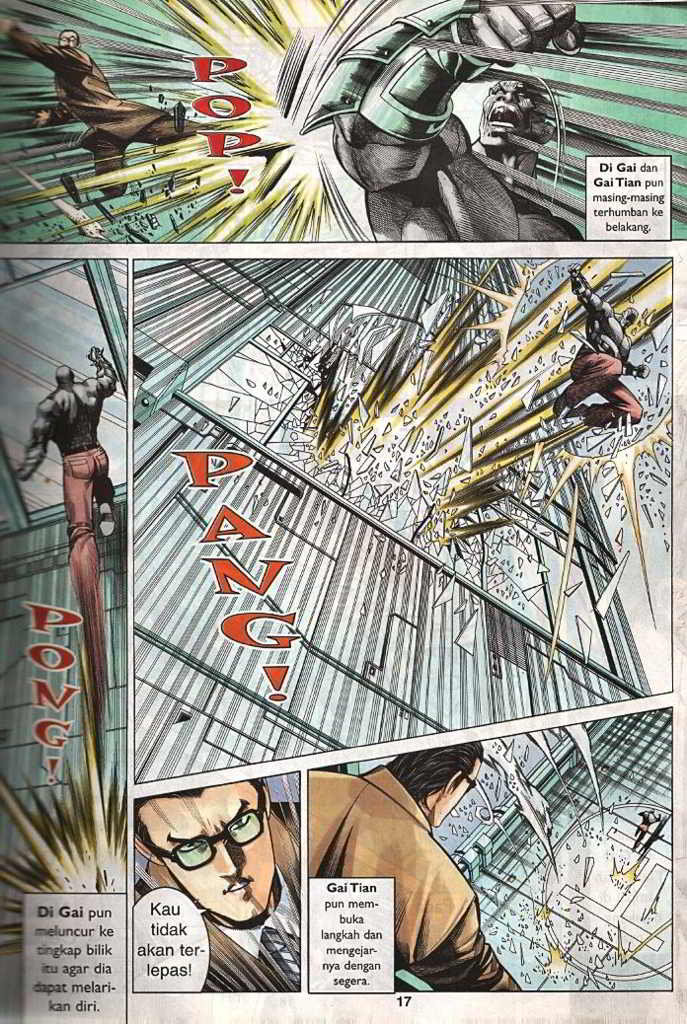 POP!
Di Gai dan
Gai Tian pun
masing-masing
terhumban ke
belakang.
PONG!
Di Gai pun
meluncur ke
tingkap bilik
itu agar dia
dapat melari-
kan diri.
PANG!
Kau
tidak
akan ter-
lepas!
Gai Tian
pun mem-
buka
langkah dan
mengejar-
nya dengan
segera.
17